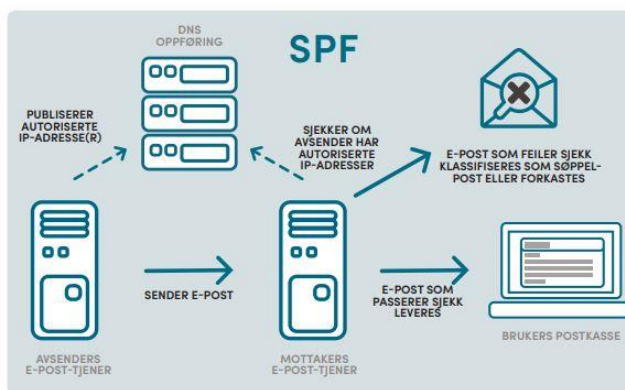 DNS
OPPFØRING
SPF
PUBLISERER
AUTORISERTE
IP-ADRESSE(R)
SJEKKER OM
AVSENDER HAR
AUTORISERTE
IP-ADRESSER
E-POST SOM FEILER SJEKK
KLASSIFISERES SOM SØPPEL-
POST ELLER FORKASTES
SENDER E-POST
E-POST SOM
PASSERER SJEKK
LEVERES
BRUKERS POSTKASSE
AVSENDERS
E-POST-TJENER
MOTTAKERS
E-POST-TJENER